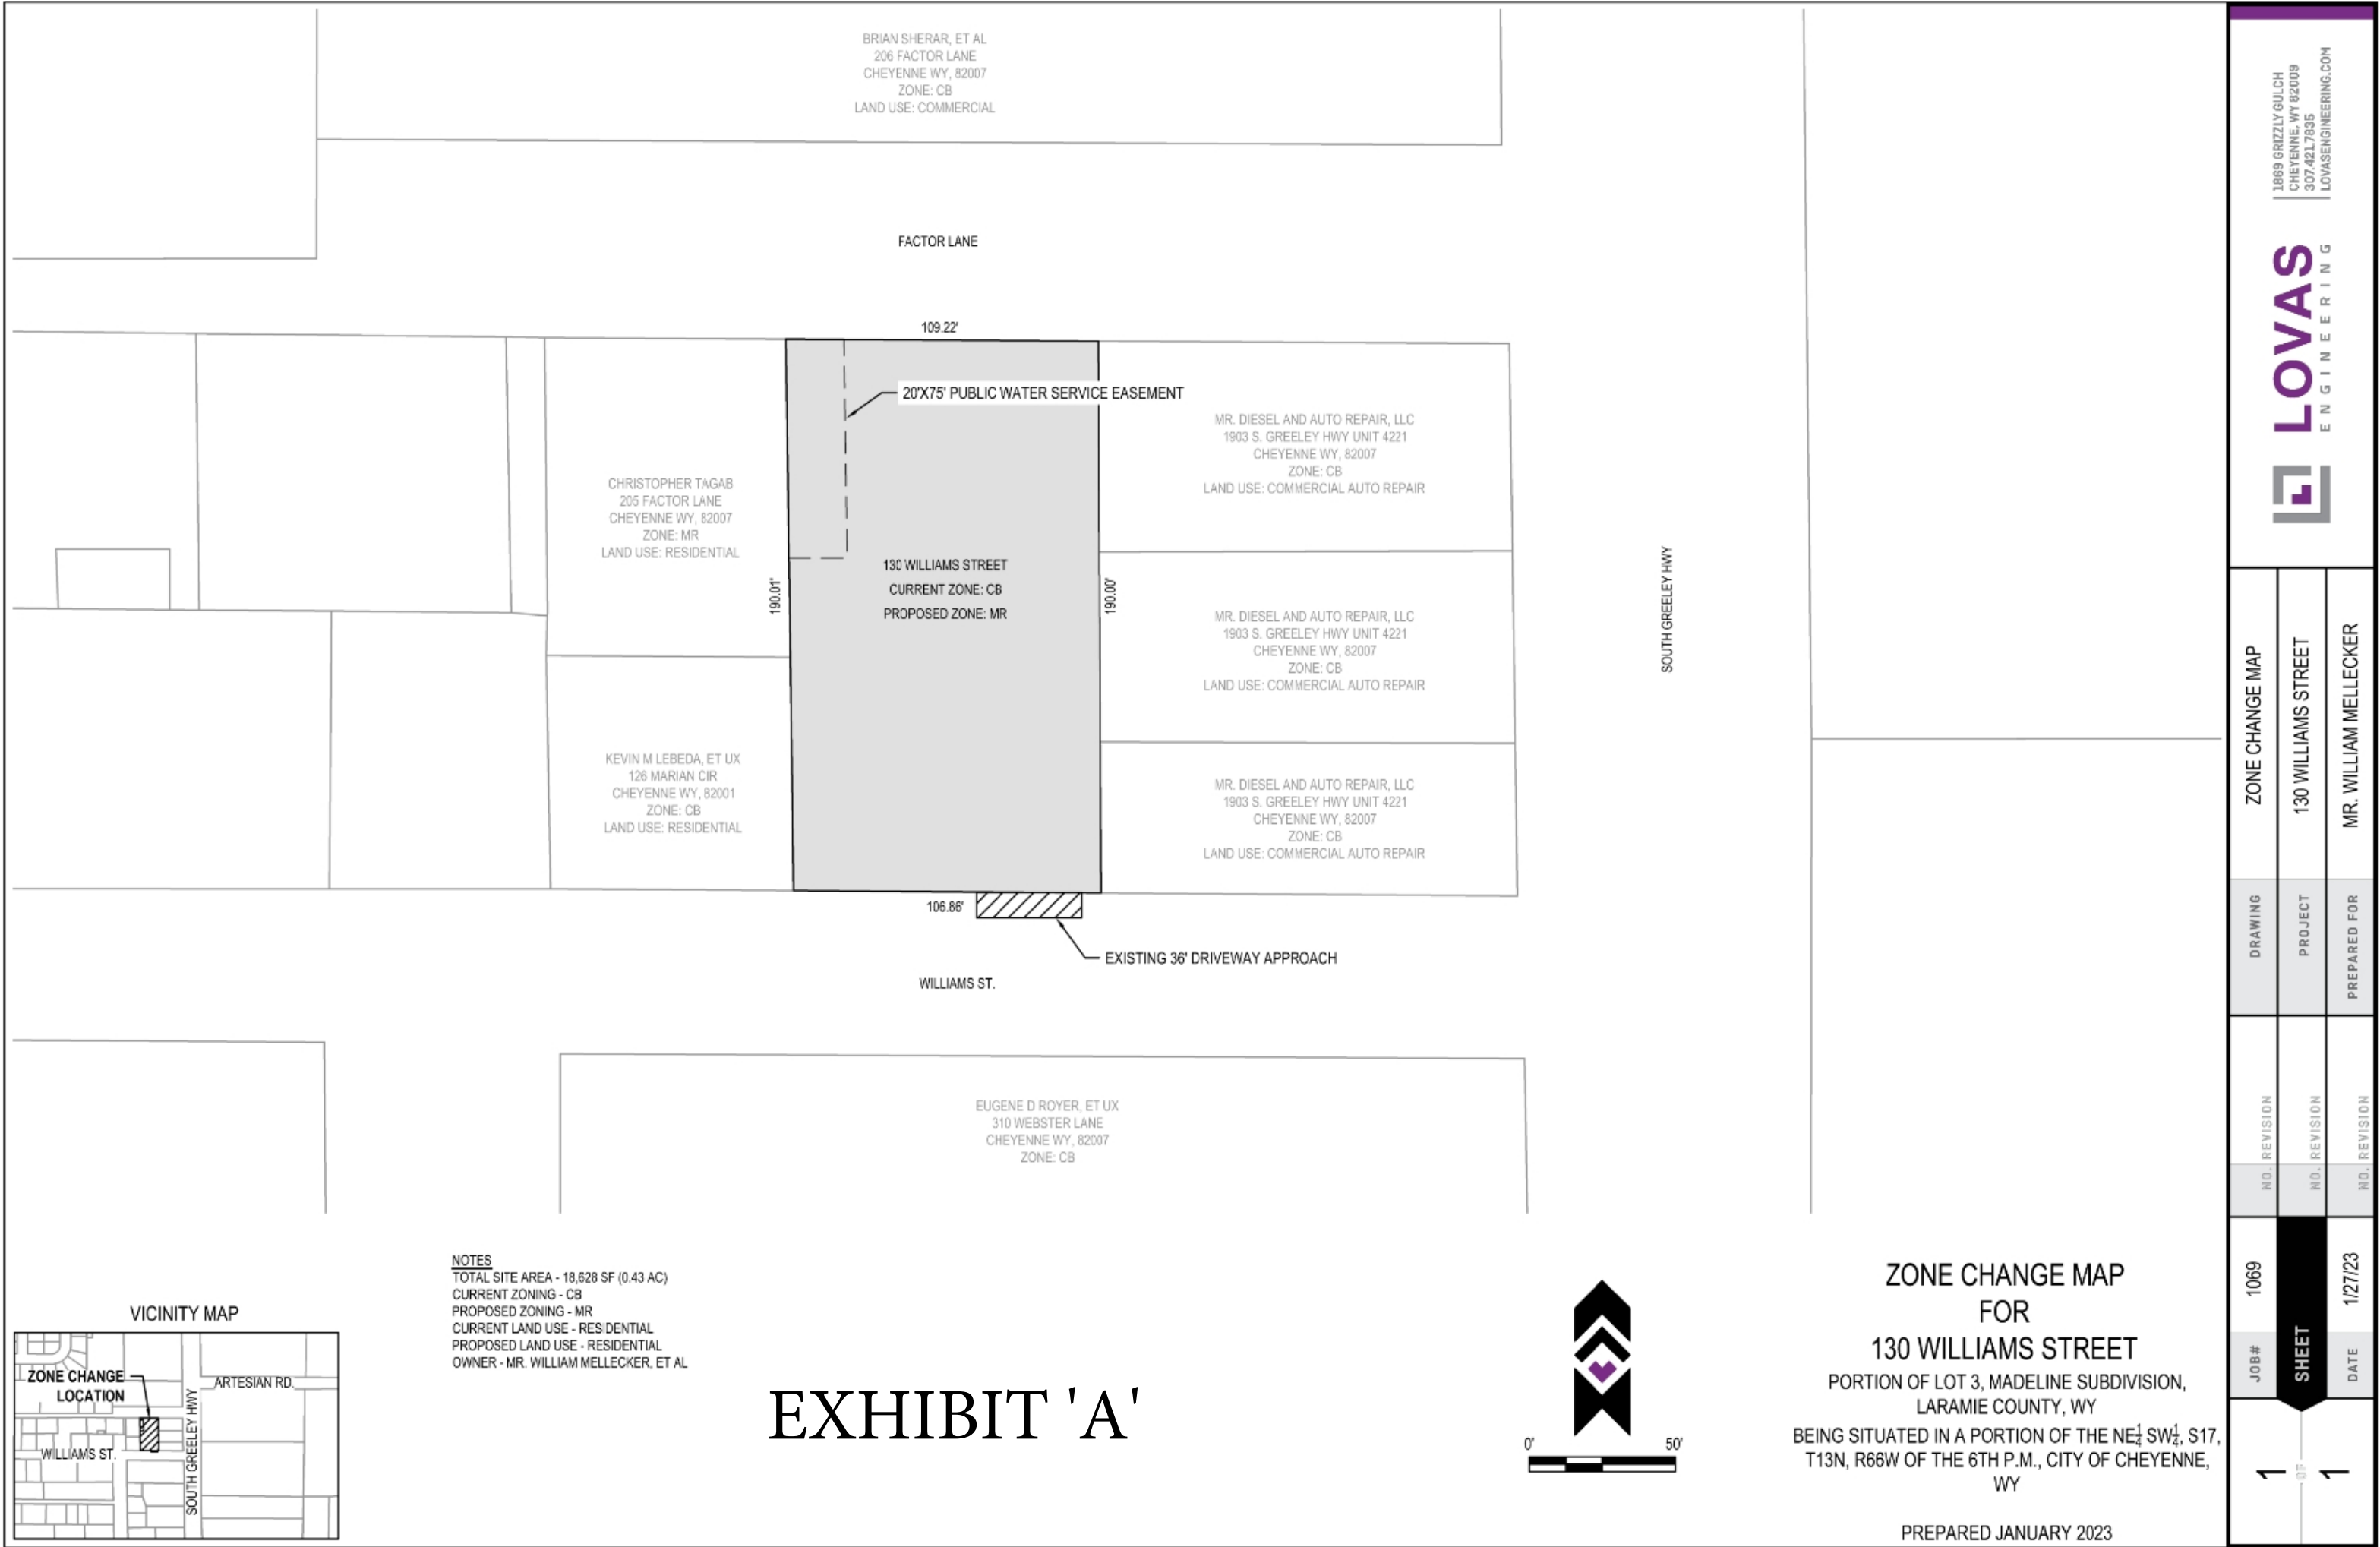 BRIAN SHERAR, ET AL
206 FACTOR LANE
CHEYENNE WY, 82007
ZONE: CB
LAND USE: COMMERCIAL
FACTOR LANE
109.22'
20'X75' PUBLIC WATER SERVICE EASEMENT
CHRISTOPHER TAGAB
205 FACTOR LANE
CHEYENNE WY, 82007
ZONE: MR
LAND USE: RESIDENTIAL
190.01'
130 WILLIAMS STREET
CURRENT ZONE: CB
PROPOSED ZONE: MR
190.00'
MR. DIESEL AND AUTO REPAIR, LLC
1903 S. GREELEY HWY UNIT 4221
CHEYENNE WY, 82007
ZONE: CB
LAND USE: COMMERCIAL AUTO REPAIR
MR. DIESEL AND AUTO REPAIR, LLC
1903 S. GREELEY HWY UNIT 4221
CHEYENNE WY, 82007
ZONE: CB
LAND USE: COMMERCIAL AUTO REPAIR
SOUTH GREELEY HWY
KEVIN M LEBEDA, ET UX
126 MARIAN CIR
CHEYENNE WY, 82001
ZONE: CB
LAND USE: RESIDENTIAL
MR. DIESEL AND AUTO REPAIR, LLC
1903 S. GREELEY HWY UNIT 4221
CHEYENNE WY, 82007
ZONE: CB
LAND USE: COMMERCIAL AUTO REPAIR
106.86'
EXISTING 36' DRIVEWAY APPROACH
WILLIAMS ST.
EUGENE D ROYER, ET UX
310 WEBSTER LANE
CHEYENNE WY, 82007
ZONE: CB
NOTES
TOTAL SITE AREA - 18,628 SF (0.43 AC)
CURRENT ZONING - CB
PROPOSED ZONING - MR
CURRENT LAND USE - RESIDENTIAL
PROPOSED LAND USE - RESIDENTIAL
OWNER - MR. WILLIAM MELLECKER, ET AL
VICINITY MAP
ZONE CHANGE
LOCATION
ARTESIAN RD.
WILLIAMS ST.
SOUTH GREELEY HWY
EXHIBIT 'A'
0' 50'
ZONE CHANGE MAP
FOR
130 WILLIAMS STREET
PORTION OF LOT 3, MADELINE SUBDIVISION,
LARAMIE COUNTY, WY
BEING SITUATED IN A PORTION OF THE NE¼ SW¼, S17,
T13N, R66W OF THE 6TH P.M., CITY OF CHEYENNE,
WY
PREPARED JANUARY 2023
1869 GRIZZLY GULCH
CHEYENNE, WY 82009
307.421.7835
LOVASENGINEERING.COM
LOVAS
ENGINEERING
DRAWING ZONE CHANGE MAP
PROJECT 130 WILLIAMS STREET
PREPARED FOR MR. WILLIAM MELLECKER
NO. REVISION
NO. REVISION
NO. REVISION
JOB# 1069
SHEET
DATE 1/27/23
1 OF 1